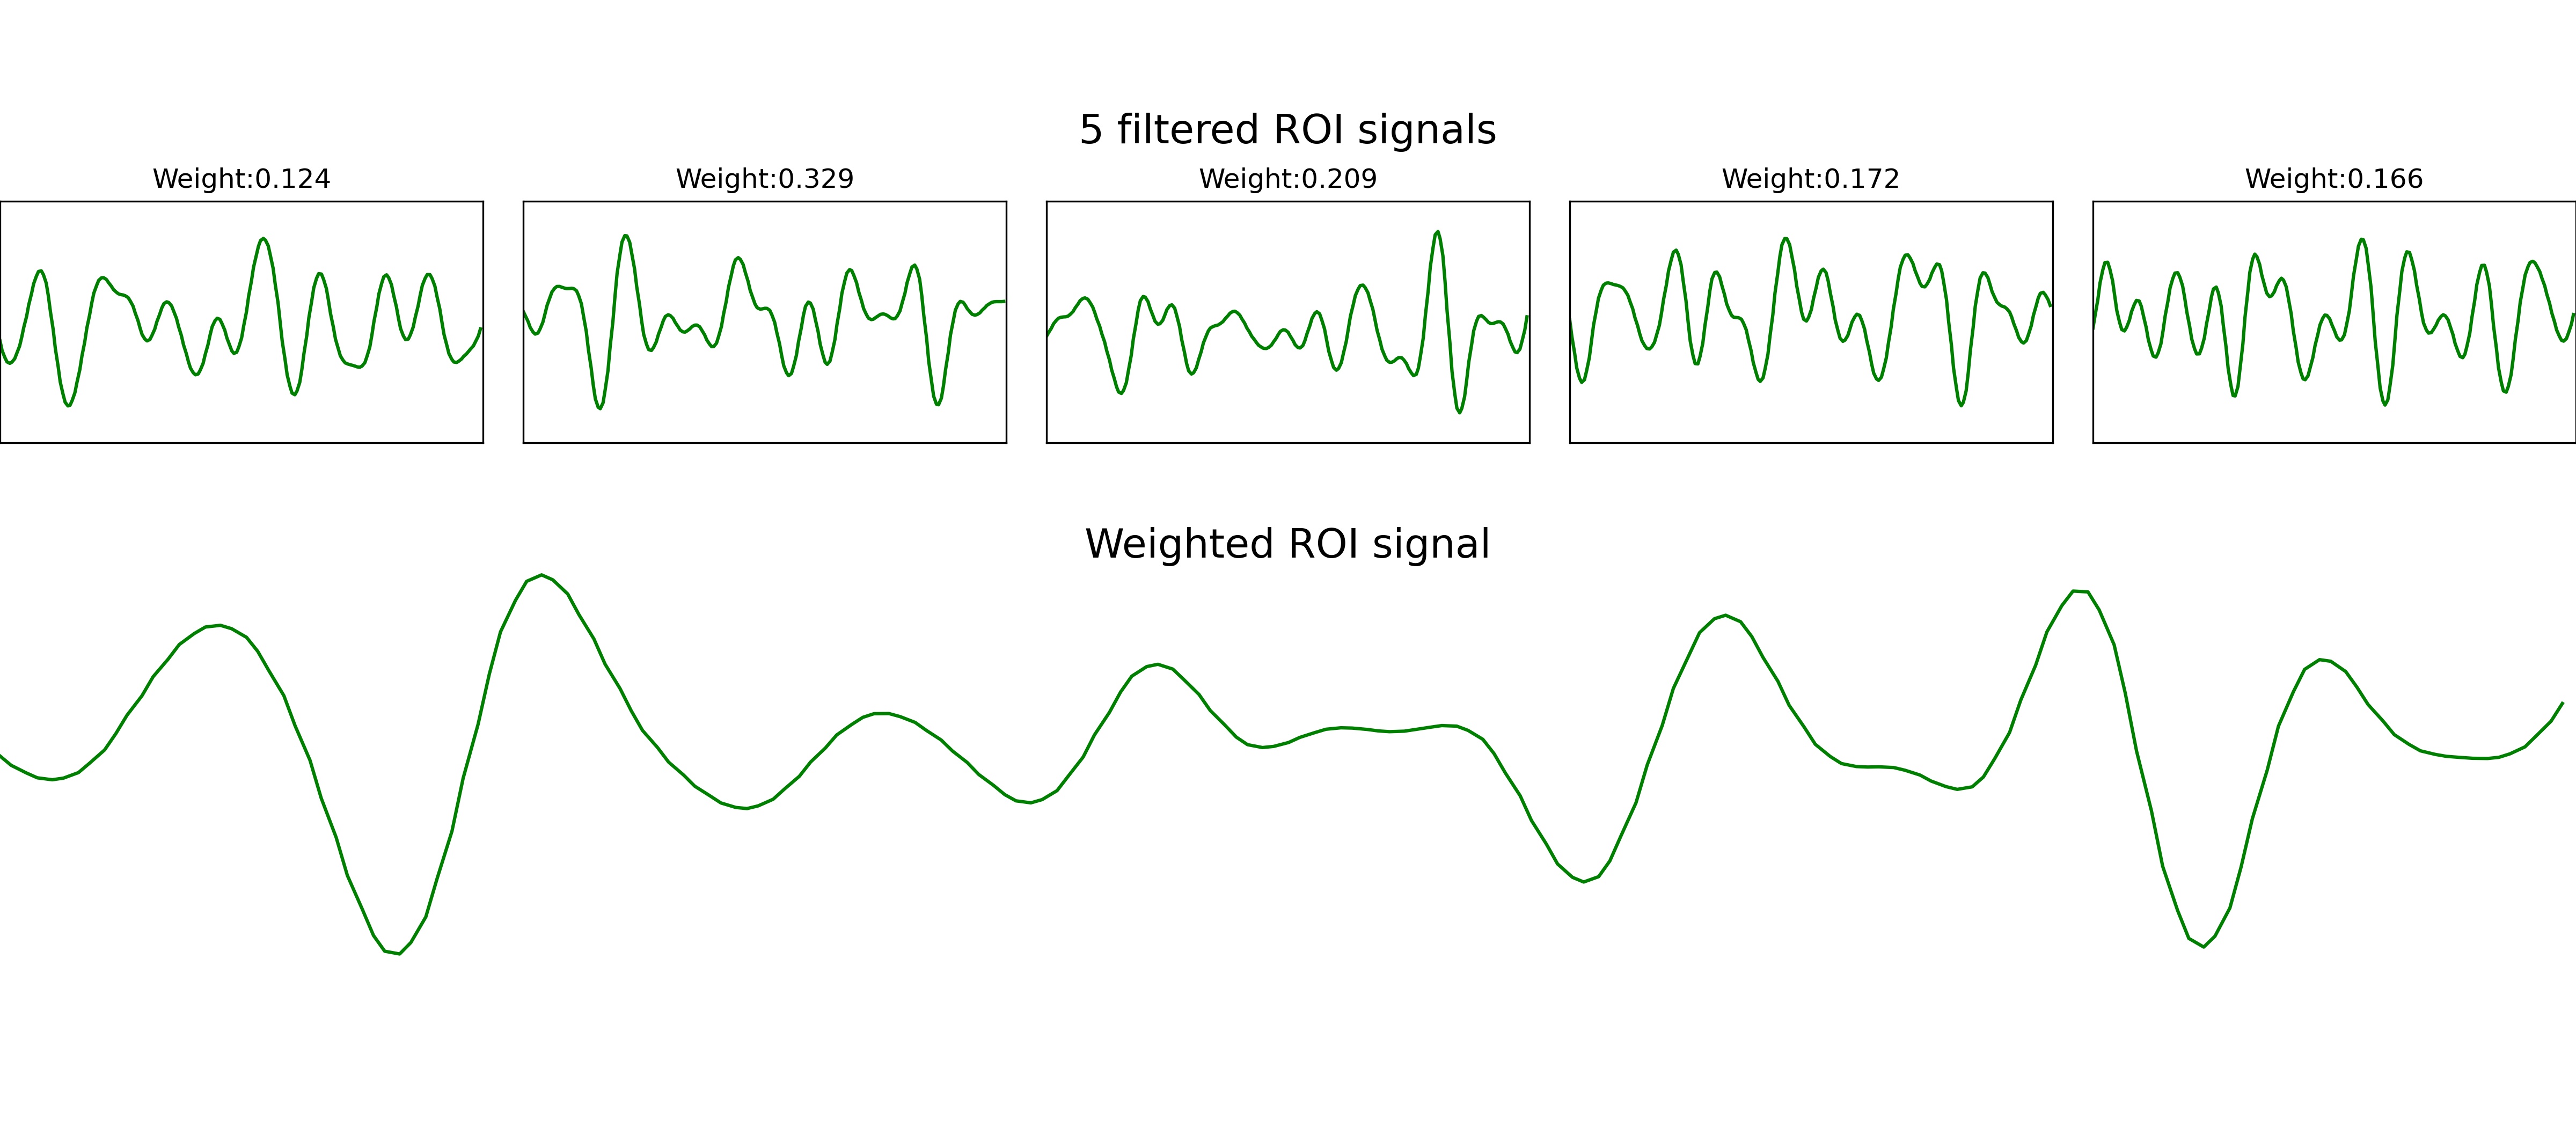 5 filtered ROI signals
Weight:0.124
Weight:0.329
Weight:0.209
Weight:0.172
Weight:0.166
Weighted ROI signal